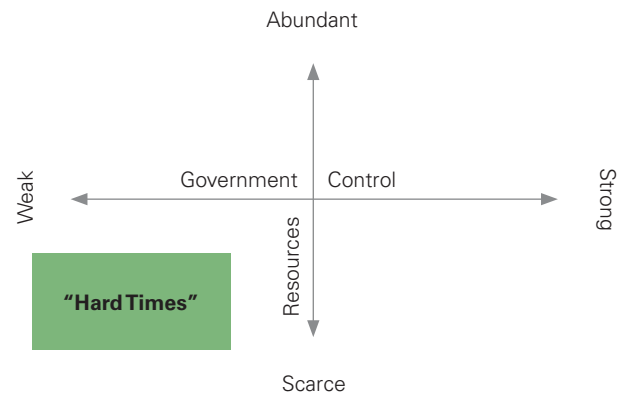 Abundant
Weak
Government Control
Strong
Resources
"Hard Times"
Scarce